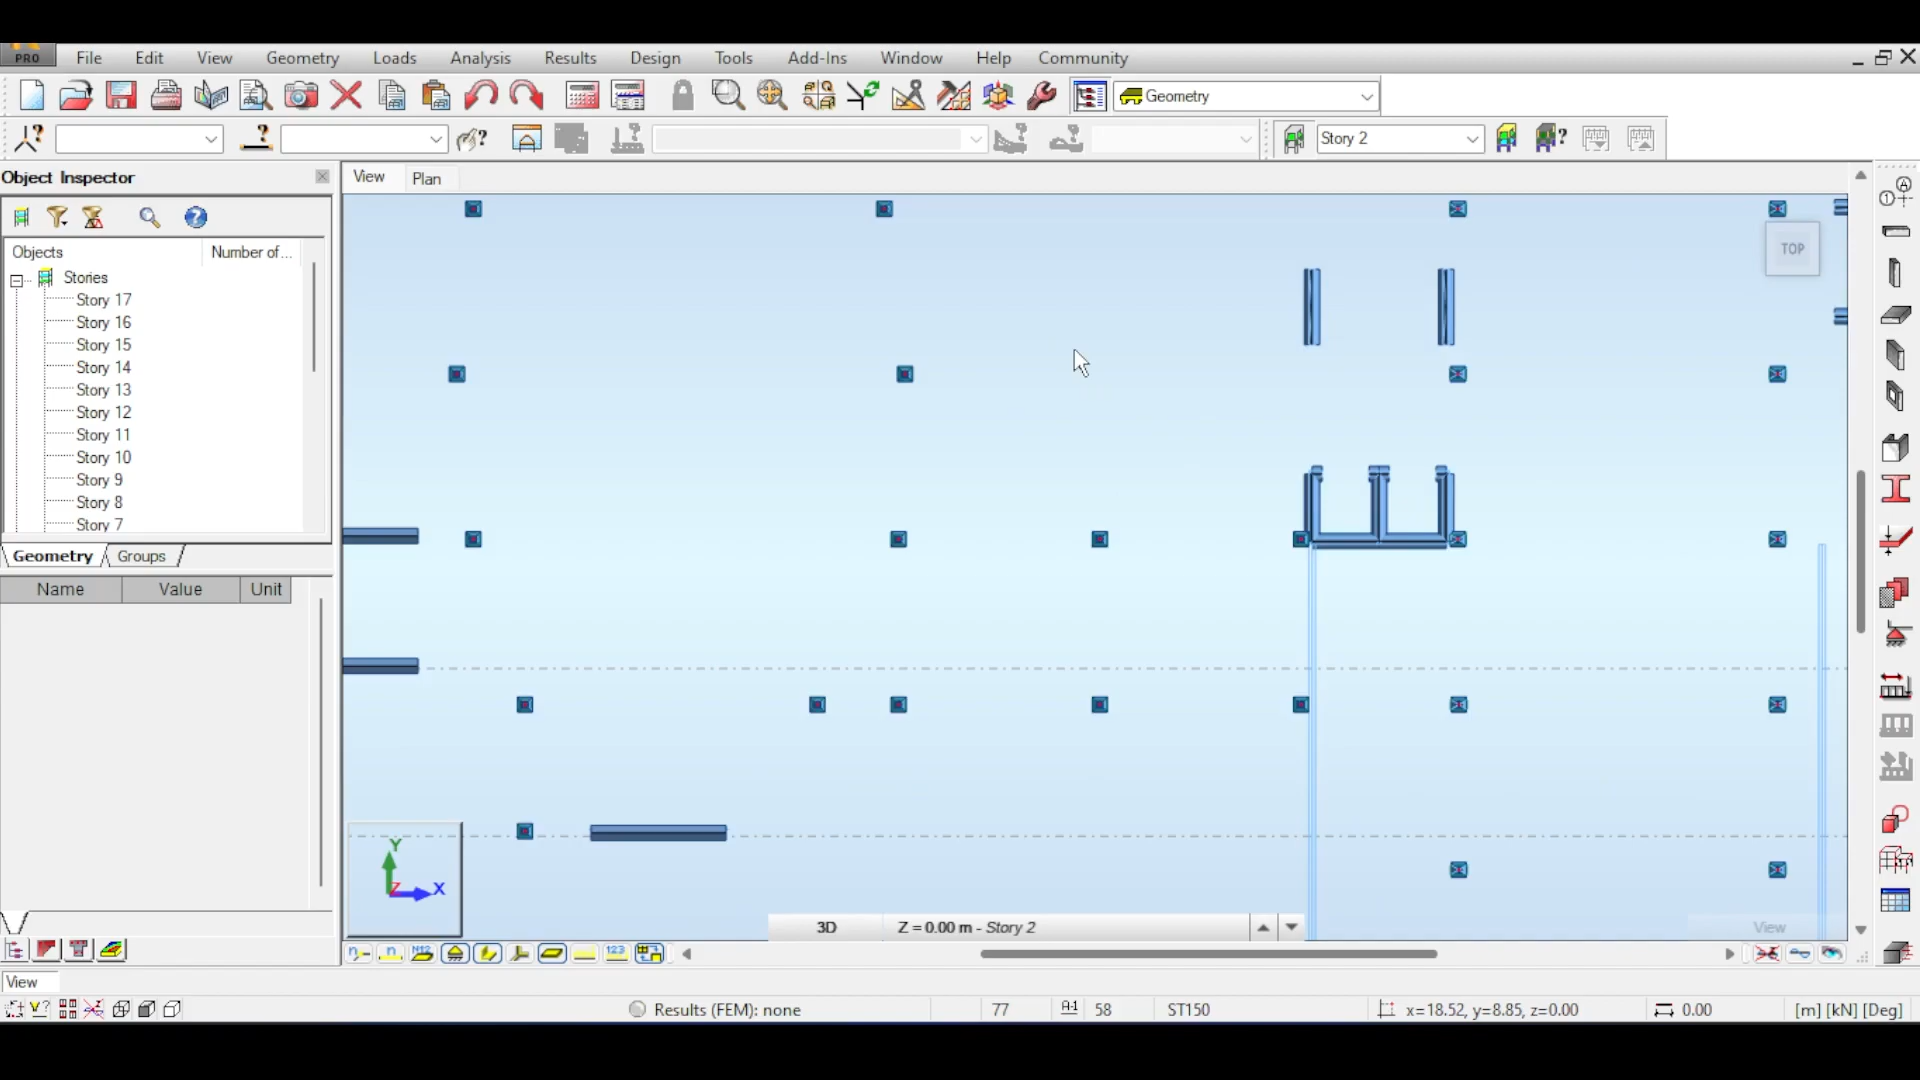 PRO
File Edit View Geometry Loads Analysis Results Design Tools Add-Ins Window Help Community
Geometry
Story 2
Object Inspector
View Plan
Objects Number of...
Stories
Story 17
Story 16
Story 15
Story 14
Story 13
Story 12
Story 11
Story 10
Story 9
Story 8
Story 7
Geometry Groups
Name Value Unit
TOP
Y
Z X
3D Z = 0.00 m - Story 2
View
View
Results (FEM): none 77 58 ST150 x=18.52, y=8.85, z=0.00 0.00 [m] [kN] [Deg]